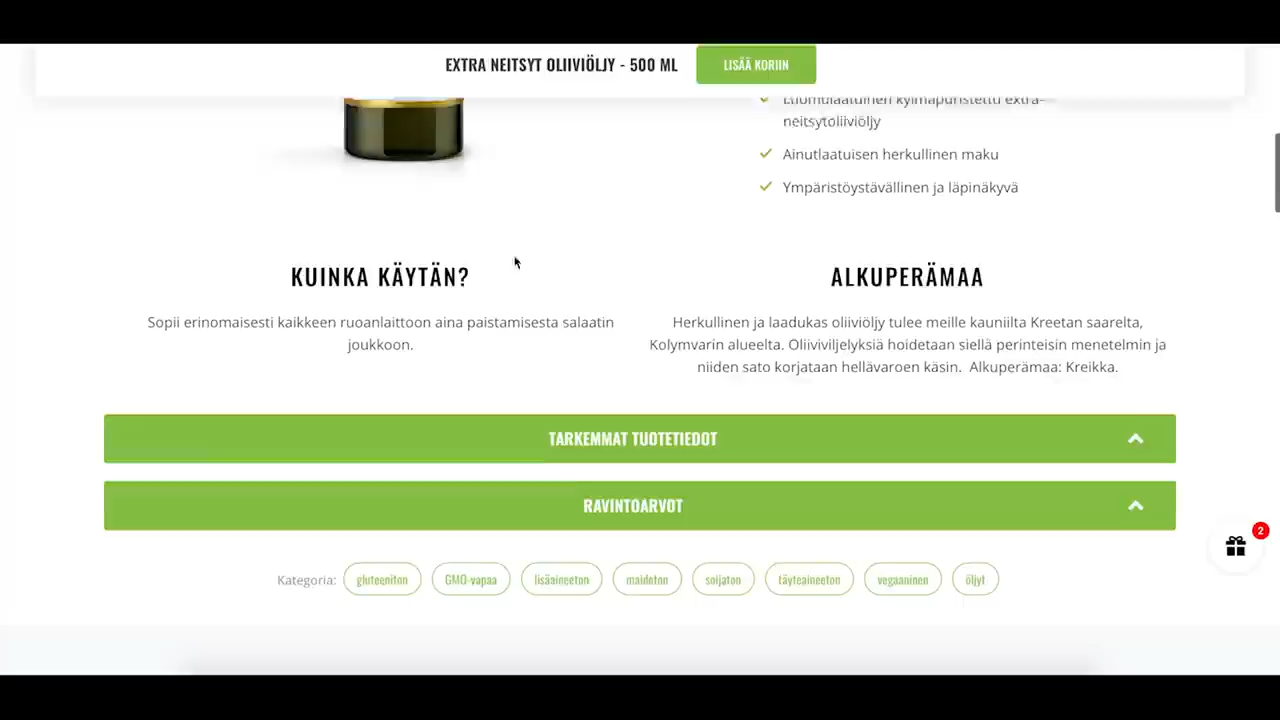 EXTRA NEITSYT OLIIVIÖLJY - 500 ML
LISÄÄ KORIIN
Luomulaatuinen kylmäpuristettu extra-
neitsytoliiviöljy
Ainutlaatuisen herkullinen maku
Ympäristöystävällinen ja läpinäkyvä
KUINKA KÄYTÄN?
Sopii erinomaisesti kaikkeen ruoanlaittoon aina paistamisesta salaatin
joukkoon.
ALKUPERÄMAA
Herkullinen ja laadukas oliiviöljy tulee meille kauniilta Kreetan saarelta,
Kolymvarin alueelta. Oliiviviljelyksiä hoidetaan siellä perinteisin menetelmin ja
niiden sato korjataan hellävaroen käsin. Alkuperämaa: Kreikka.
TARKEMMAT TUOTETIEDOT
RAVINTOARVOT
2
Kategoria: gluteeniton GMO-vapaa lisäaineeton maidoton soijaton täyteaineeton vegaaninen öljyt